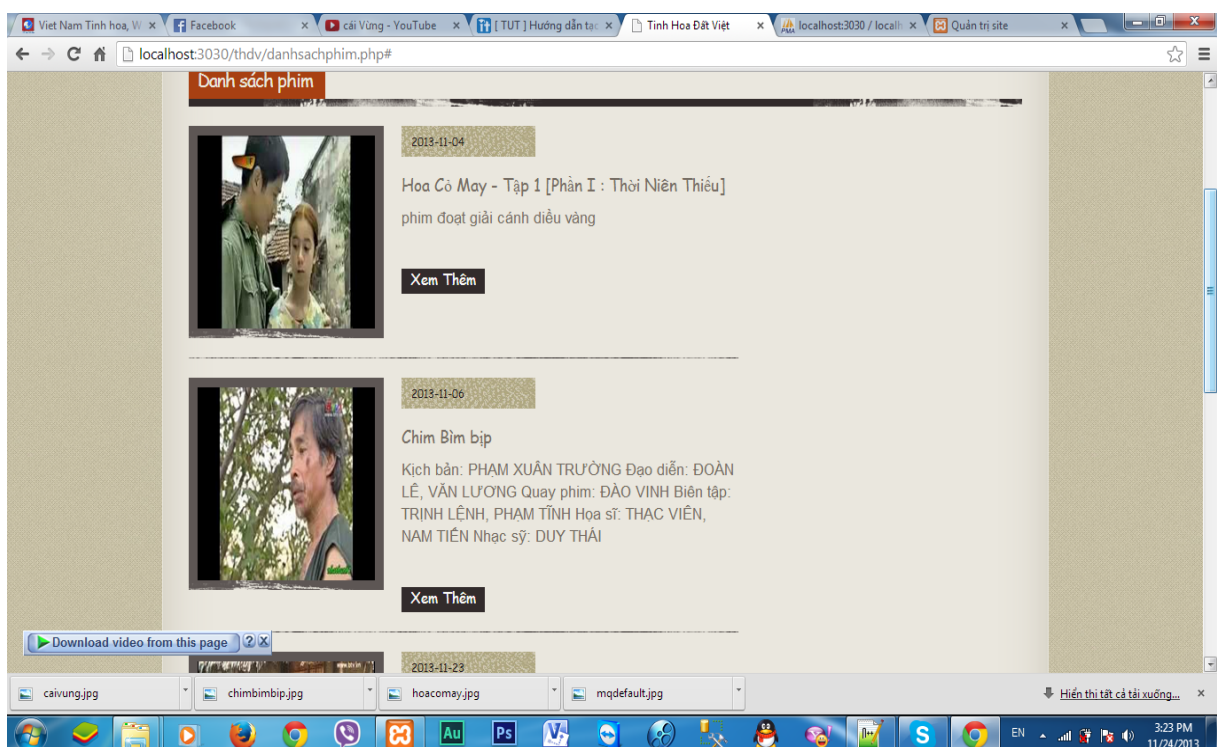 Viet Nam Tinh hoa, W
Facebook
cái Vùng - YouTube
[ TUT ] Hướng dẫn tạo
Tinh Hoa Đất Việt
localhost:3030 / localh
Quản trị site
localhost:3030/thdv/danhsachphim.php#
Danh sách phim
2013-11-04
Hoa Cỏ May - Tập 1 [Phần I : Thời Niên Thiếu]
phim đoạt giải cánh diều vàng
Xem Thêm
2013-11-06
Chim Bìm bịp
Kịch bản: PHẠM XUÂN TRƯỜNG Đạo diễn: ĐOÀN
LÊ, VĂN LƯƠNG Quay phim: ĐÀO VINH Biên tập:
TRỊNH LỆNH, PHẠM TĨNH Họa sĩ: THẠC VIÊN,
NAM TIẾN Nhạc sỹ: DUY THÁI
Xem Thêm
Download video from this page
2013-11-23
caivung.jpg
chimbimbip.jpg
hoacomay.jpg
mqdefault.jpg
Hiển thị tất cả tải xuống...
EN
3:23 PM
11/24/2013